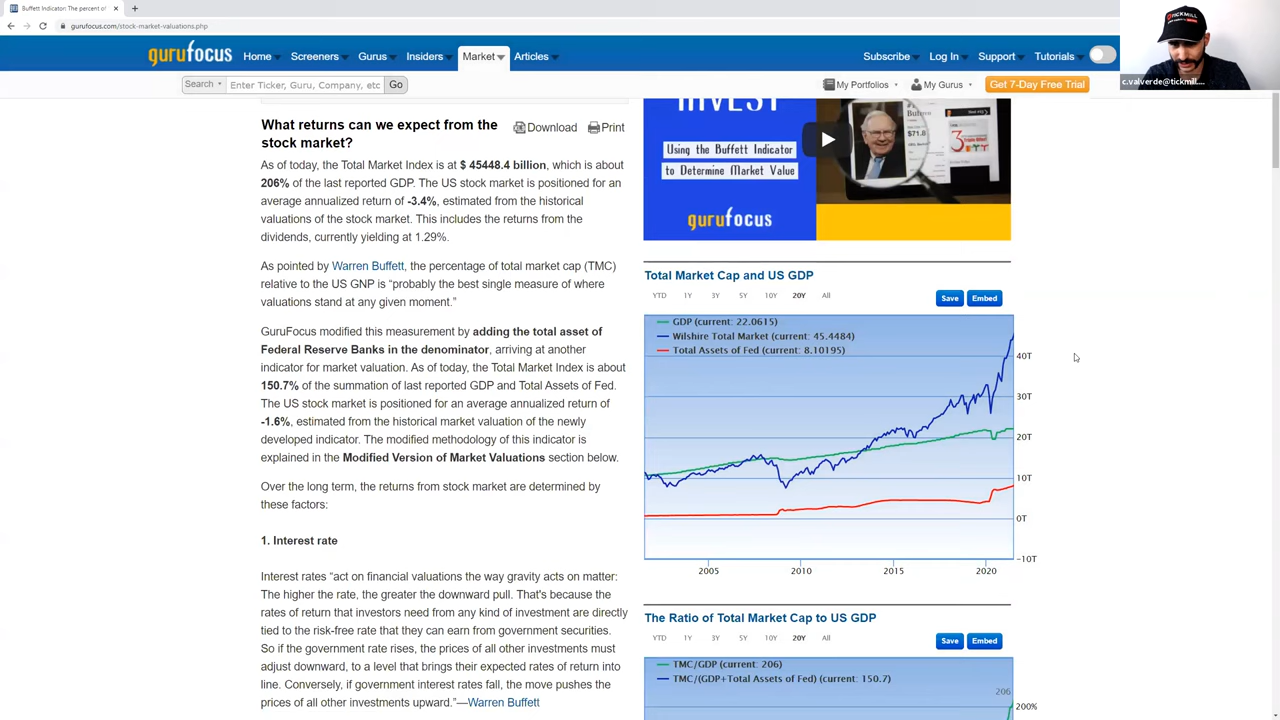 Buffett Indicator: The percent of
gurufocus.com/stock-market-valuations.php
gurufocus
Home
Screeners
Gurus
Insiders
Market
Articles
Subscribe
Log In
Support
Tutorials
TICKMILL
c.valverde@tickmill....
Search
Enter Ticker, Guru, Company, etc
Go
My Portfolios
My Gurus
Get 7-Day Free Trial
What returns can we expect from the
stock market?
Download
Print
As of today, the Total Market Index is at $ 45448.4 billion, which is about
206% of the last reported GDP. The US stock market is positioned for an
average annualized return of -3.4%, estimated from the historical
valuations of the stock market. This includes the returns from the
dividends, currently yielding at 1.29%.
As pointed by Warren Buffett, the percentage of total market cap (TMC)
relative to the US GNP is “probably the best single measure of where
valuations stand at any given moment.”
GuruFocus modified this measurement by adding the total asset of
Federal Reserve Banks in the denominator, arriving at another
indicator for market valuation. As of today, the Total Market Index is about
150.7% of the summation of last reported GDP and Total Assets of Fed.
The US stock market is positioned for an average annualized return of
-1.6%, estimated from the historical market valuation of the newly
developed indicator. The modified methodology of this indicator is
explained in the Modified Version of Market Valuations section below.
Over the long term, the returns from stock market are determined by
these factors:
1. Interest rate
Interest rates “act on financial valuations the way gravity acts on matter:
The higher the rate, the greater the downward pull. That's because the
rates of return that investors need from any kind of investment are directly
tied to the risk-free rate that they can earn from government securities.
So if the government rate rises, the prices of all other investments must
adjust downward, to a level that brings their expected rates of return into
line. Conversely, if government interest rates fall, the move pushes the
prices of all other investments upward.”—Warren Buffett
INVEST
Using the Buffett Indicator
to Determine Market Value
gurufocus
Buffett
$71.8
3
Total Market Cap and US GDP
YTD 1Y 3Y 5Y 10Y 20Y All
Save
Embed
GDP (current: 22.0615)
Wilshire Total Market (current: 45.4484)
Total Assets of Fed (current: 8.10195)
40T
30T
20T
10T
0T
-10T
2005 2010 2015 2020
The Ratio of Total Market Cap to US GDP
YTD 1Y 3Y 5Y 10Y 20Y All
Save
Embed
TMC/GDP (current: 206)
TMC/(GDP+Total Assets of Fed) (current: 150.7)
206
200%